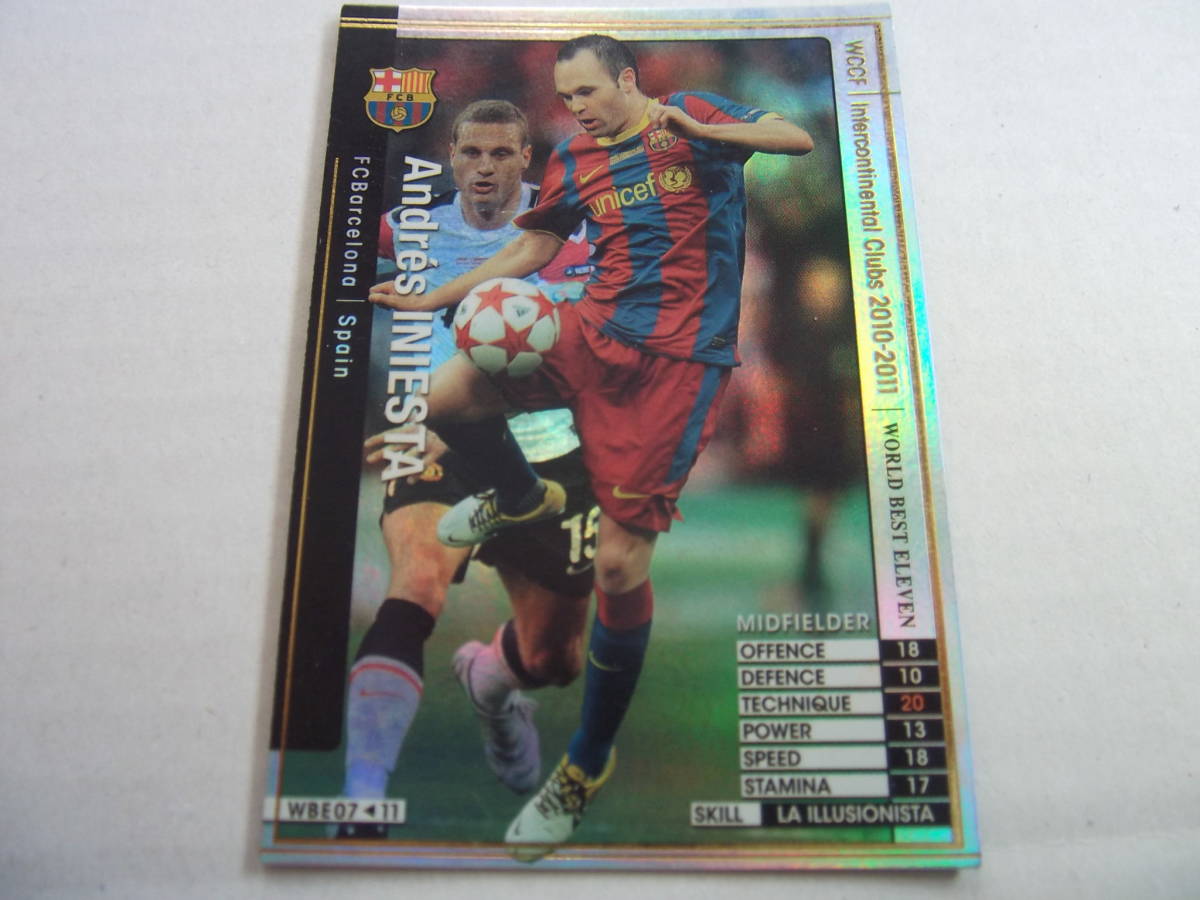 WCCF | Intercontinental Clubs 2010-2011 | WORLD BEST ELEVEN
FCB
Andrés INIESTA
FCBarcelona | Spain
unicef
15
MIDFIELDER
OFFENCE 18
DEFENCE 10
TECHNIQUE 20
POWER 13
SPEED 18
STAMINA 17
SKILL LA ILLUSIONISTA
WBE07◀11